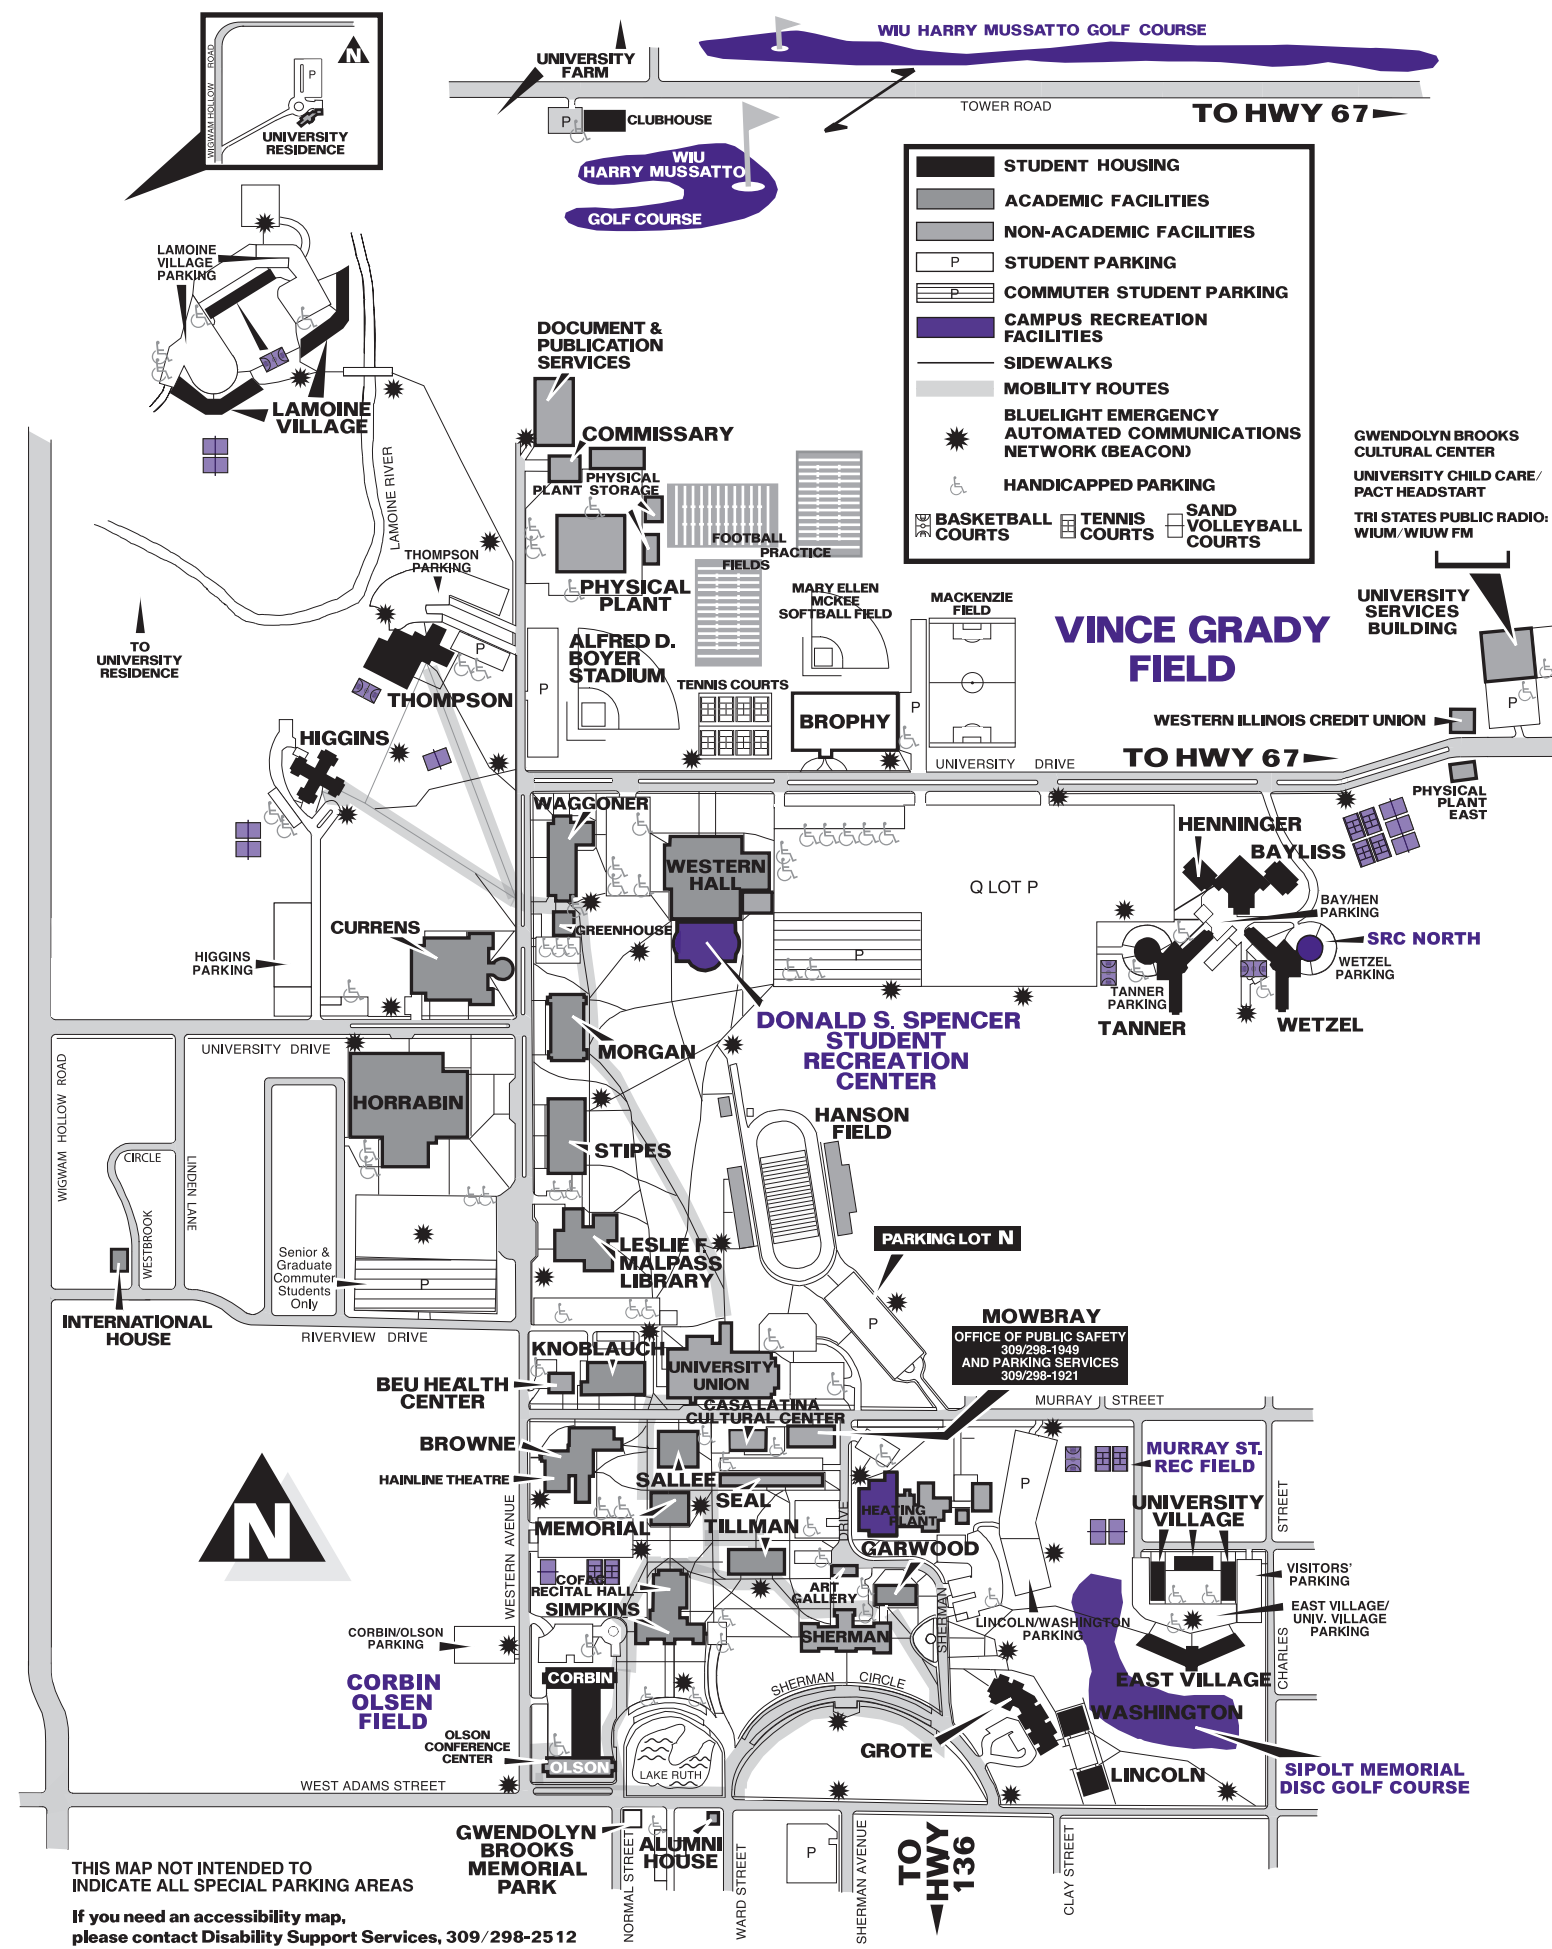 WIU HARRY MUSSATTO GOLF COURSE
UNIVERSITY
FARM
TOWER ROAD
TO HWY 67
P
CLUBHOUSE
WIU
HARRY MUSSATTO
GOLF COURSE
WIGWAM HOLLOW ROAD
N
P
UNIVERSITY
RESIDENCE
STUDENT HOUSING
ACADEMIC FACILITIES
NON-ACADEMIC FACILITIES
P
STUDENT PARKING
P
COMMUTER STUDENT PARKING
CAMPUS RECREATION
FACILITIES
SIDEWALKS
MOBILITY ROUTES
BLUELIGHT EMERGENCY
AUTOMATED COMMUNICATIONS
NETWORK (BEACON)
HANDICAPPED PARKING
BASKETBALL
COURTS
TENNIS
COURTS
SAND
VOLLEYBALL
COURTS
LAMOINE
VILLAGE
PARKING
LAMOINE
VILLAGE
LAMOINE RIVER
DOCUMENT &
PUBLICATION
SERVICES
COMMISSARY
PHYSICAL
PLANT STORAGE
PHYSICAL
PLANT
FOOTBALL
PRACTICE
FIELDS
GWENDOLYN BROOKS
CULTURAL CENTER
UNIVERSITY CHILD CARE/
PACT HEADSTART
TRI STATES PUBLIC RADIO:
WIUM/WIUW FM
UNIVERSITY
SERVICES
BUILDING
P
THOMPSON
PARKING
P
THOMPSON
TO
UNIVERSITY
RESIDENCE
ALFRED D.
BOYER
STADIUM
P
MARY ELLEN
MCKEE
SOFTBALL FIELD
MACKENZIE
FIELD
VINCE GRADY
FIELD
TENNIS COURTS
BROPHY
P
WESTERN ILLINOIS CREDIT UNION
TO HWY 67
UNIVERSITY DRIVE
PHYSICAL
PLANT
EAST
HIGGINS
WAGGONER
WESTERN
HALL
GREENHOUSE
Q LOT P
P
HENNINGER
BAYLISS
BAY/HEN
PARKING
SRC NORTH
WETZEL
PARKING
TANNER
PARKING
TANNER
WETZEL
CURRENS
HIGGINS
PARKING
DONALD S. SPENCER
STUDENT
RECREATION
CENTER
MORGAN
UNIVERSITY DRIVE
HORRABIN
WIGWAM HOLLOW ROAD
CIRCLE
WESTBROOK
LINDEN LANE
STIPES
HANSON
FIELD
Senior &
Graduate
Commuter
Students
Only
P
LESLIE F.
MALPASS
LIBRARY
PARKING LOT N
P
INTERNATIONAL
HOUSE
RIVERVIEW DRIVE
KNOBLAUCH
UNIVERSITY
UNION
BEU HEALTH
CENTER
MOWBRAY
OFFICE OF PUBLIC SAFETY
309/298-1949
AND PARKING SERVICES
309/298-1921
MURRAY STREET
CASA LATINA
CULTURAL CENTER
BROWNE
HAINLINE THEATRE
SALLEE
SEAL
MEMORIAL
TILLMAN
HEATING
PLANT
GARWOOD
P
MURRAY ST.
REC FIELD
UNIVERSITY
VILLAGE
VISITORS'
PARKING
EAST VILLAGE/
UNIV. VILLAGE
PARKING
CHARLES STREET
N
WESTERN AVENUE
COFAC
RECITAL HALL
SIMPKINS
ART
GALLERY
SHERMAN
SHERMAN DRIVE
LINCOLN/WASHINGTON
PARKING
EAST VILLAGE
CORBIN/OLSON
PARKING
CORBIN
OLSEN
FIELD
CORBIN
OLSON
CONFERENCE
CENTER
OLSON
SHERMAN CIRCLE
LAKE RUTH
GROTE
WASHINGTON
LINCOLN
SIPOLT MEMORIAL
DISC GOLF COURSE
WEST ADAMS STREET
GWENDOLYN
BROOKS
MEMORIAL
PARK
NORMAL STREET
ALUMNI
HOUSE
WARD STREET
P
SHERMAN AVENUE
TO
HWY
136
CLAY STREET
THIS MAP NOT INTENDED TO
INDICATE ALL SPECIAL PARKING AREAS
If you need an accessibility map,
please contact Disability Support Services, 309/298-2512